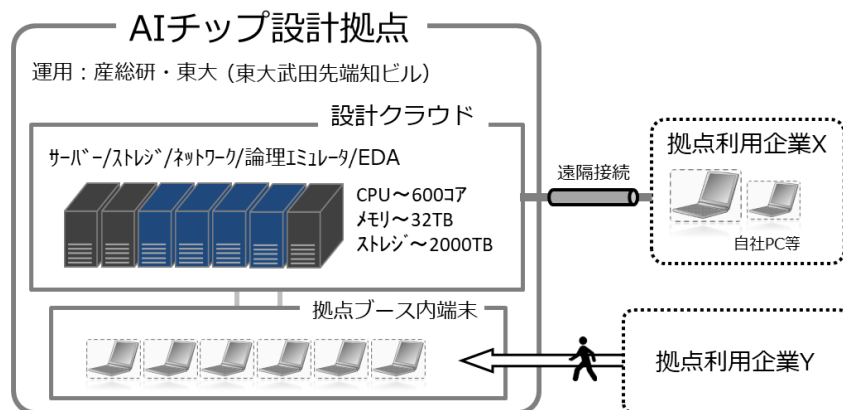 AIチップ設計拠点
運用：産総研・東大（東大武田先端知ビル）
設計クラウド
ｻｰﾊﾞｰ/ｽﾄﾚｼﾞ/ﾈｯﾄﾜｰｸ/論理ｴﾐｭﾚｰﾀ/EDA
CPU～600ｺｱ
ﾒﾓﾘ～32TB
ｽﾄﾚｼﾞ～2000TB
拠点ブース内端末
遠隔接続
拠点利用企業X
自社PC等
拠点利用企業Y